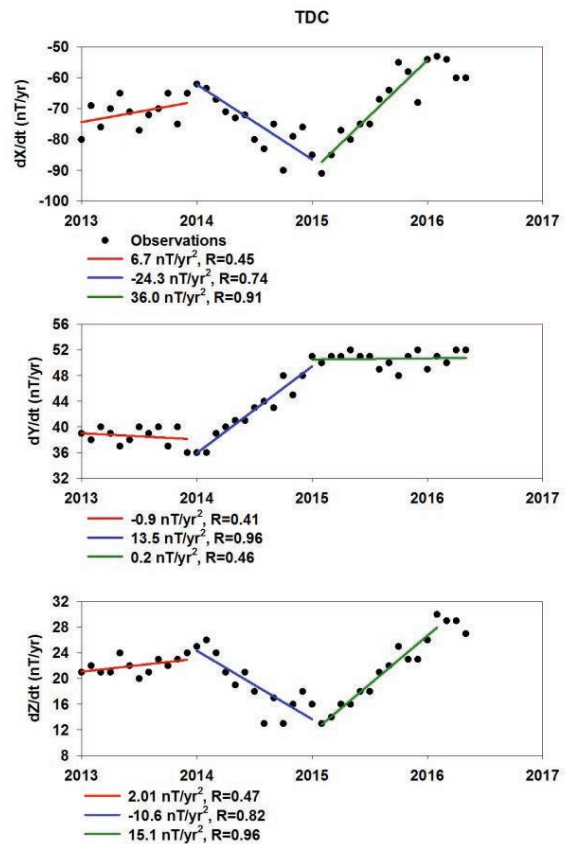 TDC
dX/dt (nT/yr)
-50
-60
-70
-80
-90
-100
2013 2014 2015 2016 2017
Observations
6.7 nT/yr², R=0.45
-24.3 nT/yr², R=0.74
36.0 nT/yr², R=0.91
dY/dt (nT/yr)
56
52
48
44
40
36
32
2013 2014 2015 2016 2017
-0.9 nT/yr², R=0.41
13.5 nT/yr², R=0.96
0.2 nT/yr², R=0.46
dZ/dt (nT/yr)
32
28
24
20
16
12
8
2013 2014 2015 2016 2017
2.01 nT/yr², R=0.47
-10.6 nT/yr², R=0.82
15.1 nT/yr², R=0.96